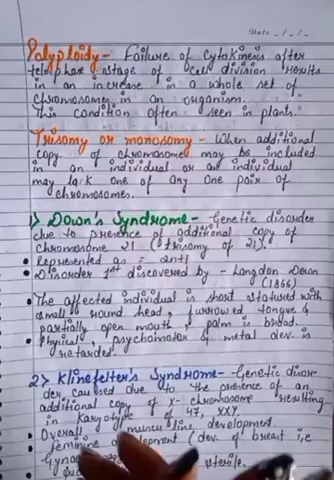 Date _/_/_
Polyploidy - Failure of cytokinesis after
telophase stage of cell division results
in an increase in a whole set of
chromosomes in an organism.
This condition often seen in plants.
Trisomy or monosomy - When additional
copy of chromosome may be included
in an individual or an individual
may lack one of any one pair of
chromosomes.
1) Down's Syndrome - Genetic disorder
due to presence of additional copy of
chromosome 21 (trisomy of 21).
Represented as = 2n+1
Disorder 1st discovered by - Langdon Down
(1866)
The affected individual is short statured with
small round head, furrowed tongue &
partially open mouth, palm is broad.
Physical, psychomotor & metal dev. is
retarded.
2) Klinefelter's Syndrome - Genetic disor-
der caused due to the presence of an
additional copy of x-chromosome resulting
in Karyotype of 47, XXY.
Overall masculine development
feminine development (dev. of breast i.e
sterile.